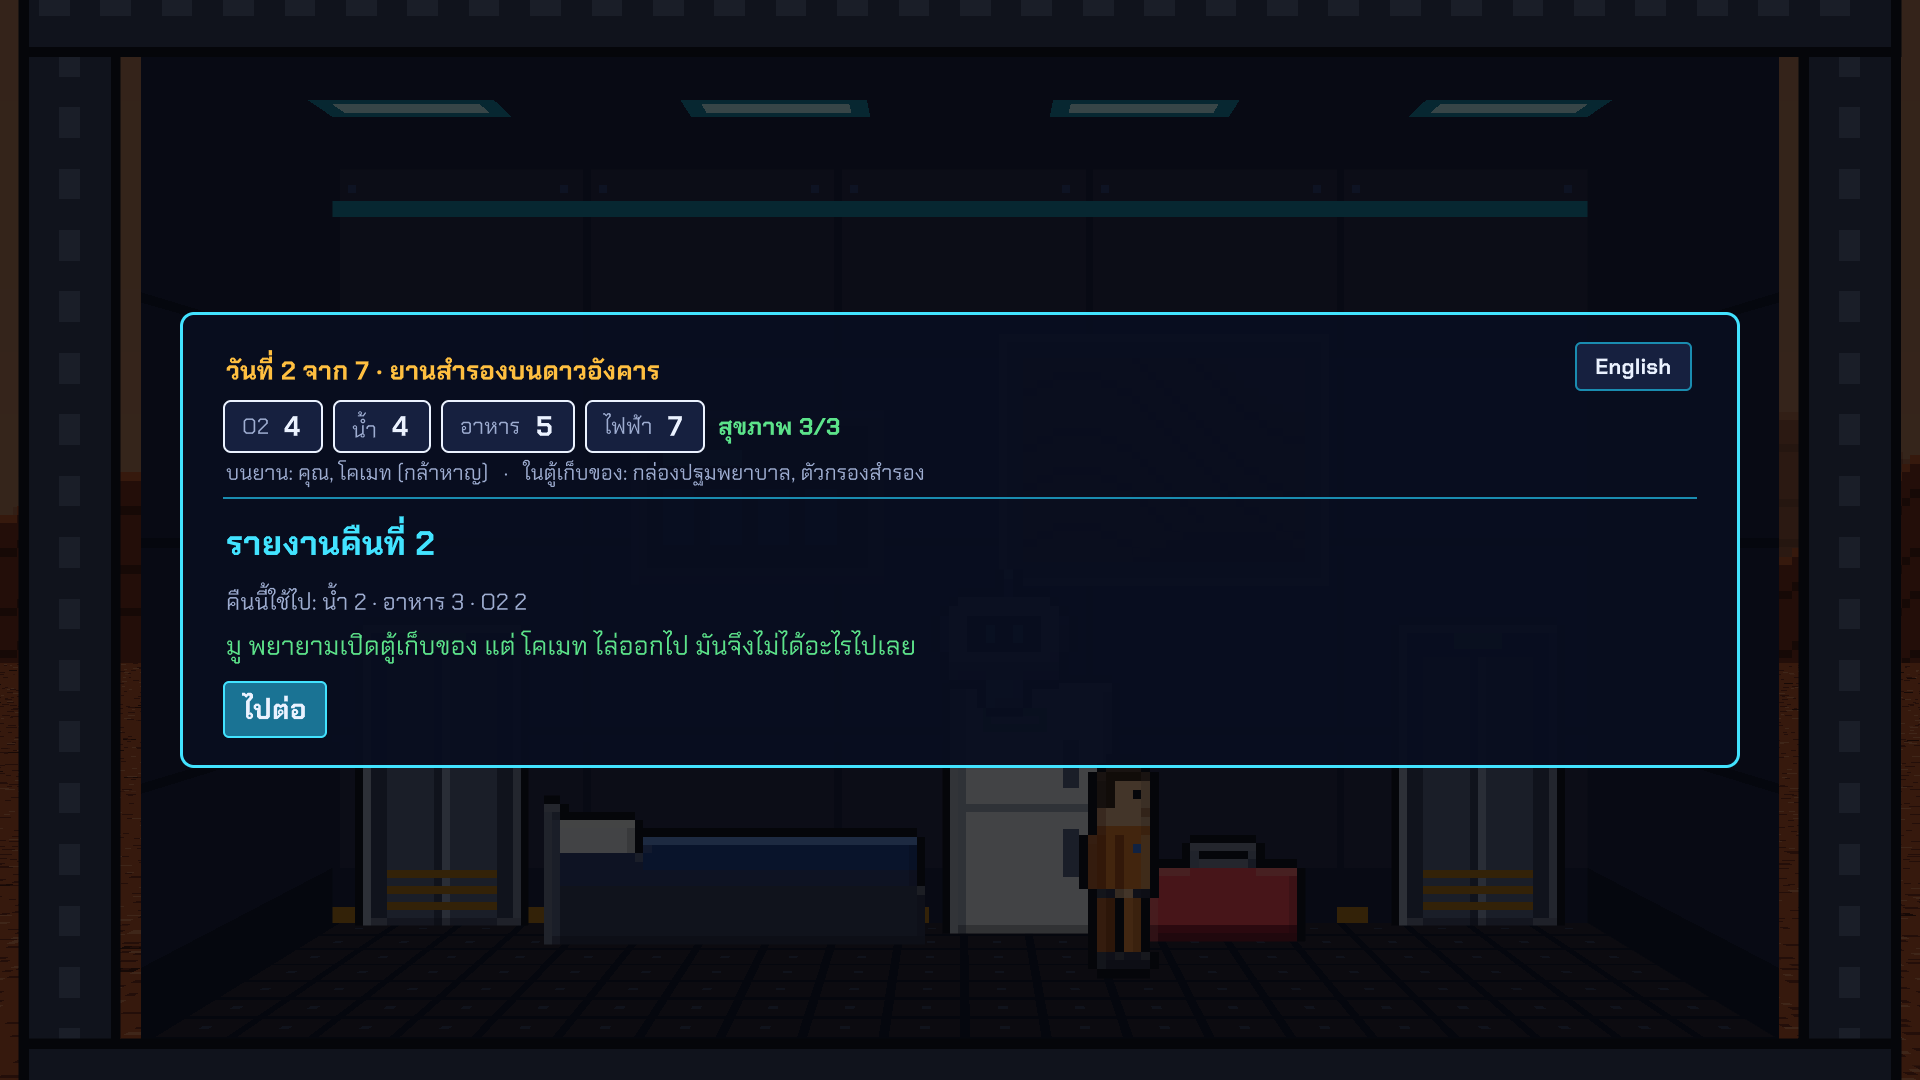 วันที่ 2 จาก 7 · ยานสำรองบนดาวอังคาร
English
O2 4 น้ำ 4 อาหาร 5 ไฟฟ้า 7 สุขภาพ 3/3
บนยาน: คุณ, โคเมท (กล้าหาญ) · ในตู้เก็บของ: กล่องปฐมพยาบาล, ตัวกรองสำรอง
รายงานคืนที่ 2
คืนนี้ใช้ไป: น้ำ 2 · อาหาร 3 · O2 2
มู พยายามเปิดตู้เก็บของ แต่ โคเมท ไล่ออกไป มันจึงไม่ได้อะไรไปเลย
ไปต่อ